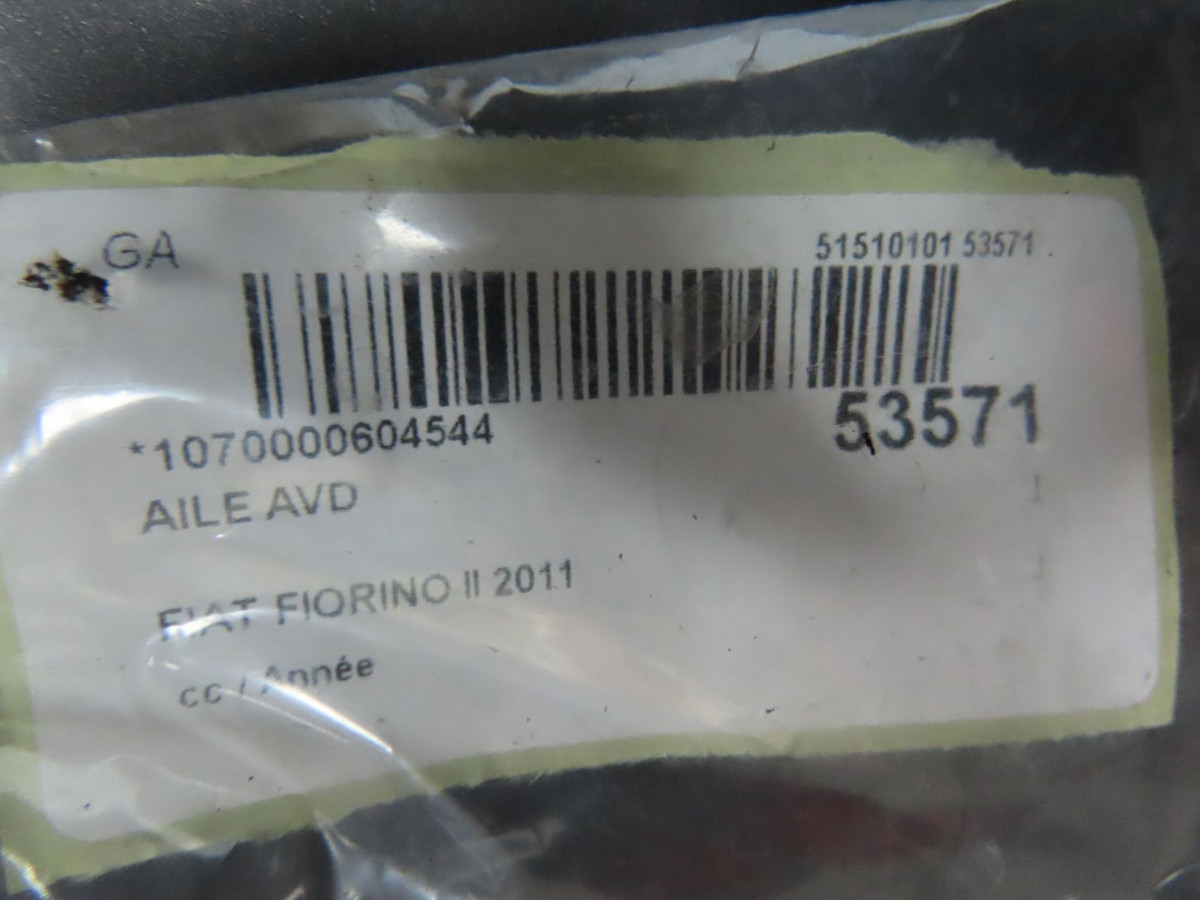 GA
51510101 53571
*1070000604544
53571
AILE AVD
FIAT FIORINO II 2011
cc / Année